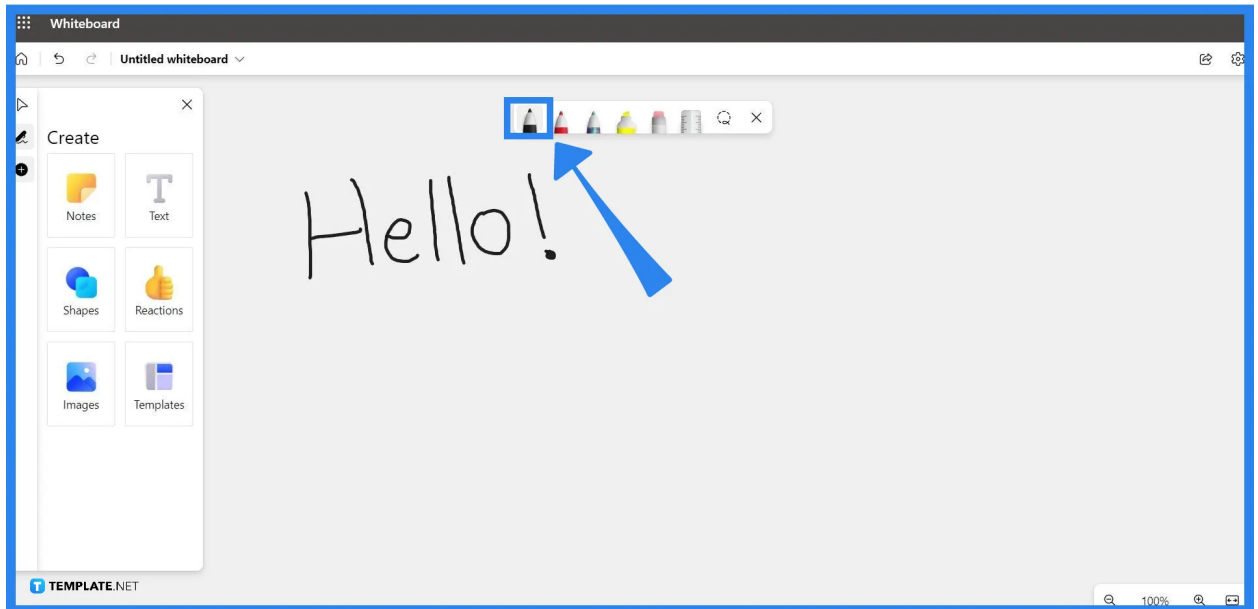 Whiteboard
Untitled whiteboard
Create
Hello!
Notes Text
Shapes Reactions
Images Templates
T TEMPLATE.NET
100%